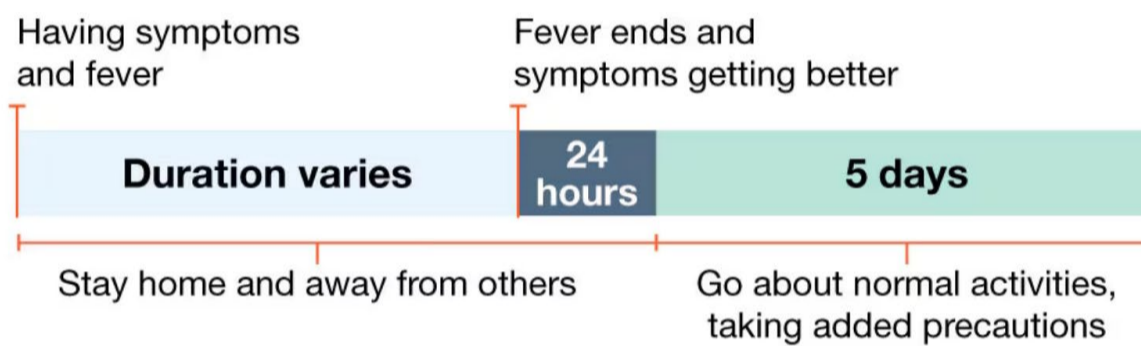 Having symptoms
and fever
Fever ends and
symptoms getting better
Duration varies
24
hours
5 days
Stay home and away from others
Go about normal activities,
taking added precautions